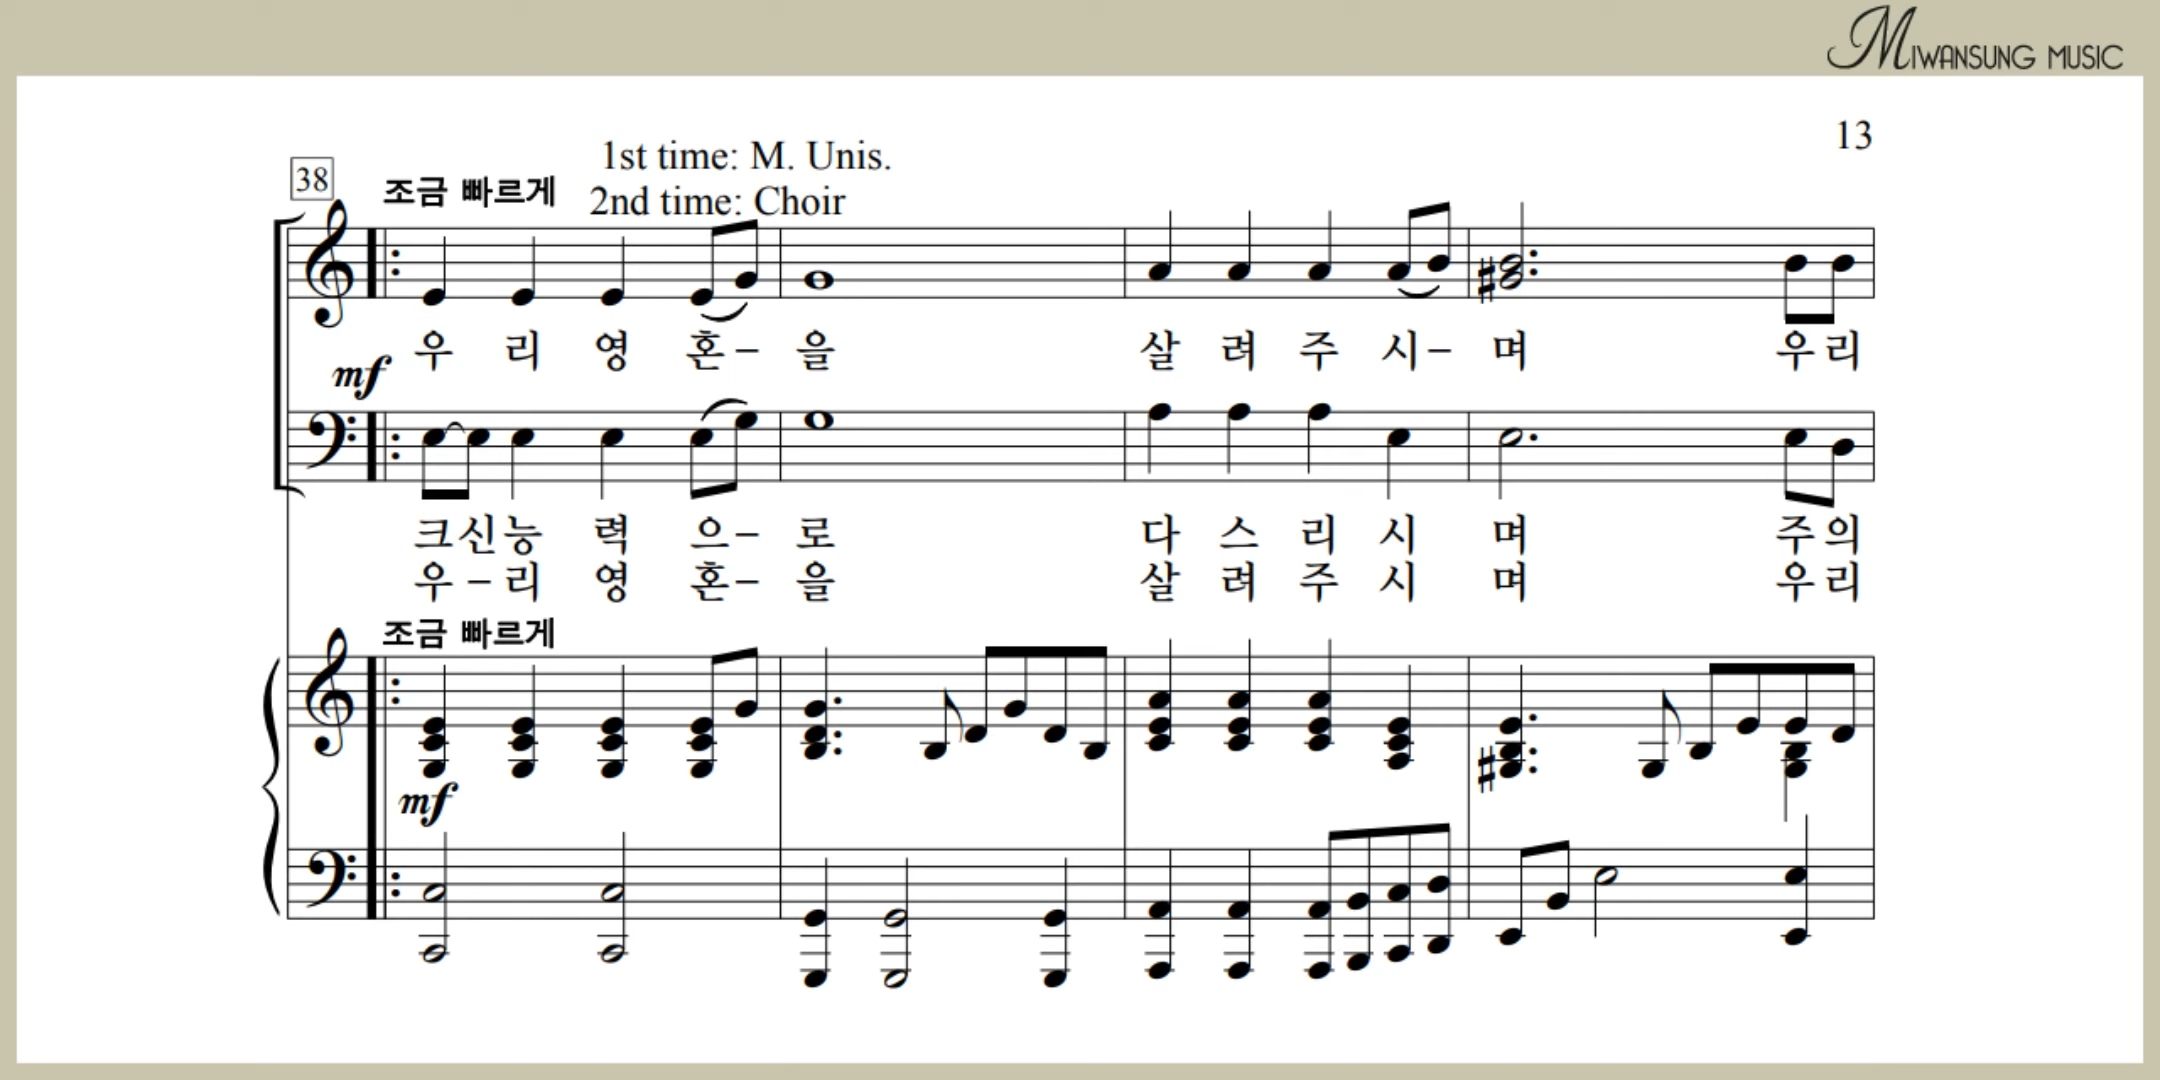 MIWANSUNG MUSIC
13
38
조금 빠르게
1st time: M. Unis.
2nd time: Choir
우 리 영 혼- 을 살 려 주 시- 며 우 리
mf
크 신 능 력 으- 로 다 스 리 시 며 주 의
우 - 리 영 혼- 을 살 려 주 시 며 우 리
조금 빠르게
mf